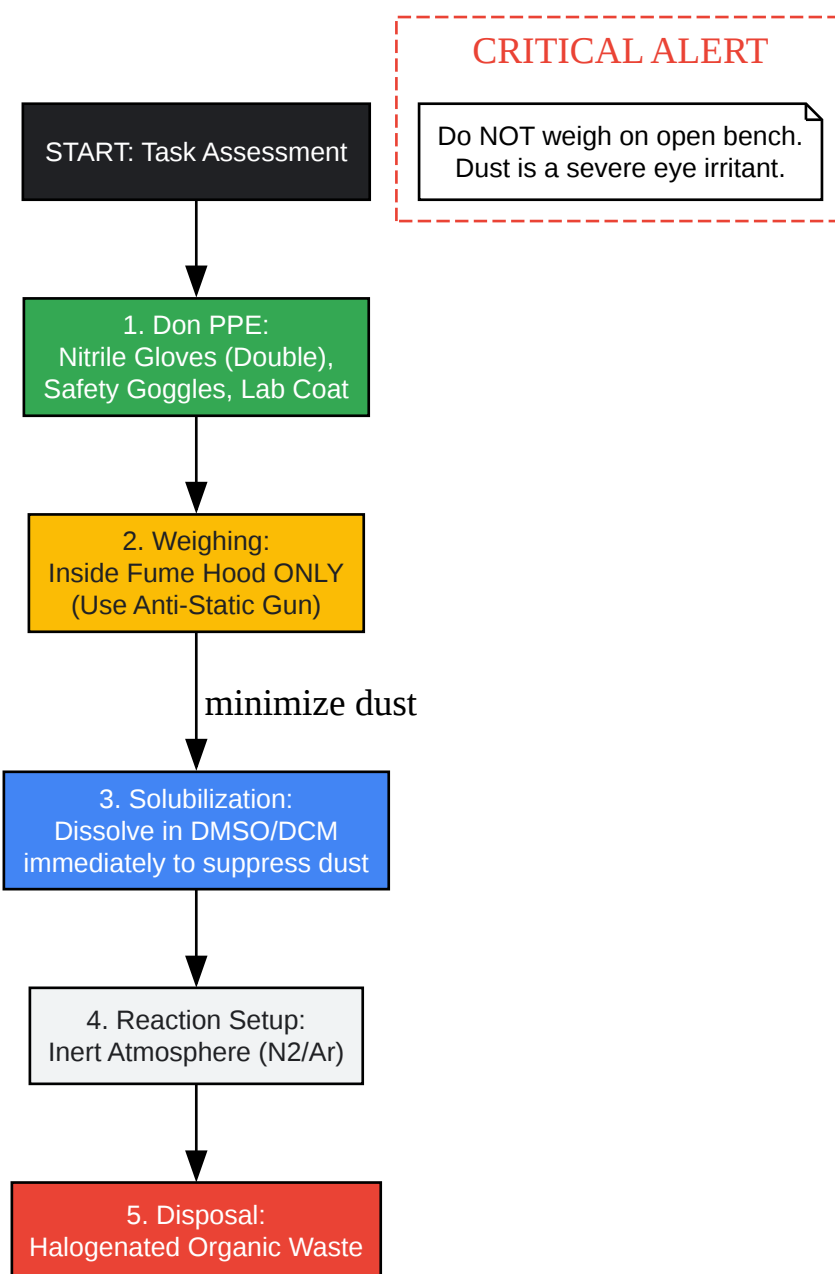 CRITICAL ALERT
Do NOT weigh on open bench.
Dust is a severe eye irritant.
START: Task Assessment
1. Don PPE:
Nitrile Gloves (Double),
Safety Goggles, Lab Coat
2. Weighing:
Inside Fume Hood ONLY
(Use Anti-Static Gun)
minimize dust
3. Solubilization:
Dissolve in DMSO/DCM
immediately to suppress dust
4. Reaction Setup:
Inert Atmosphere (N2/Ar)
5. Disposal:
Halogenated Organic Waste